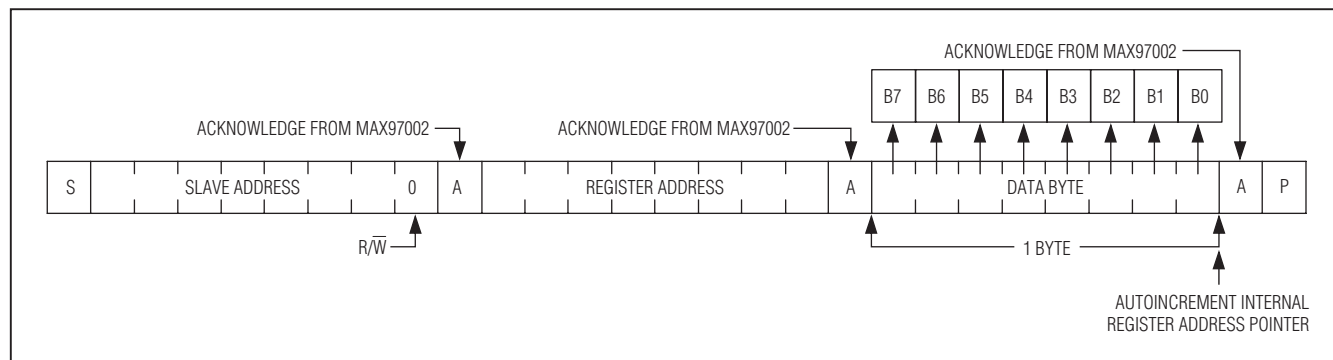 ACKNOWLEDGE FROM MAX97002
B7 B6 B5 B4 B3 B2 B1 B0
ACKNOWLEDGE FROM MAX97002
ACKNOWLEDGE FROM MAX97002
S SLAVE ADDRESS 0 A REGISTER ADDRESS A DATA BYTE A P
R/W̅
1 BYTE
AUTOINCREMENT INTERNAL
REGISTER ADDRESS POINTER